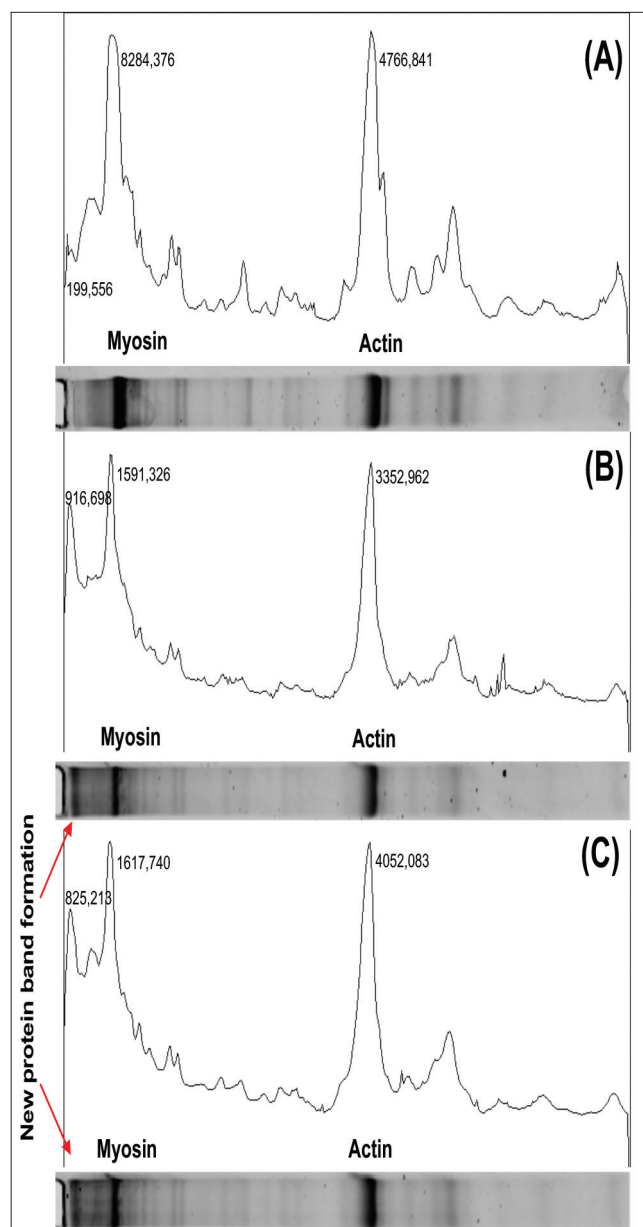 (A)
8284,376
4766,841
199,556
Myosin
Actin
(B)
1591,326
3352,962
916,698
Myosin
Actin
(C)
1617,740
4052,083
825,213
Myosin
Actin
New protein band formation